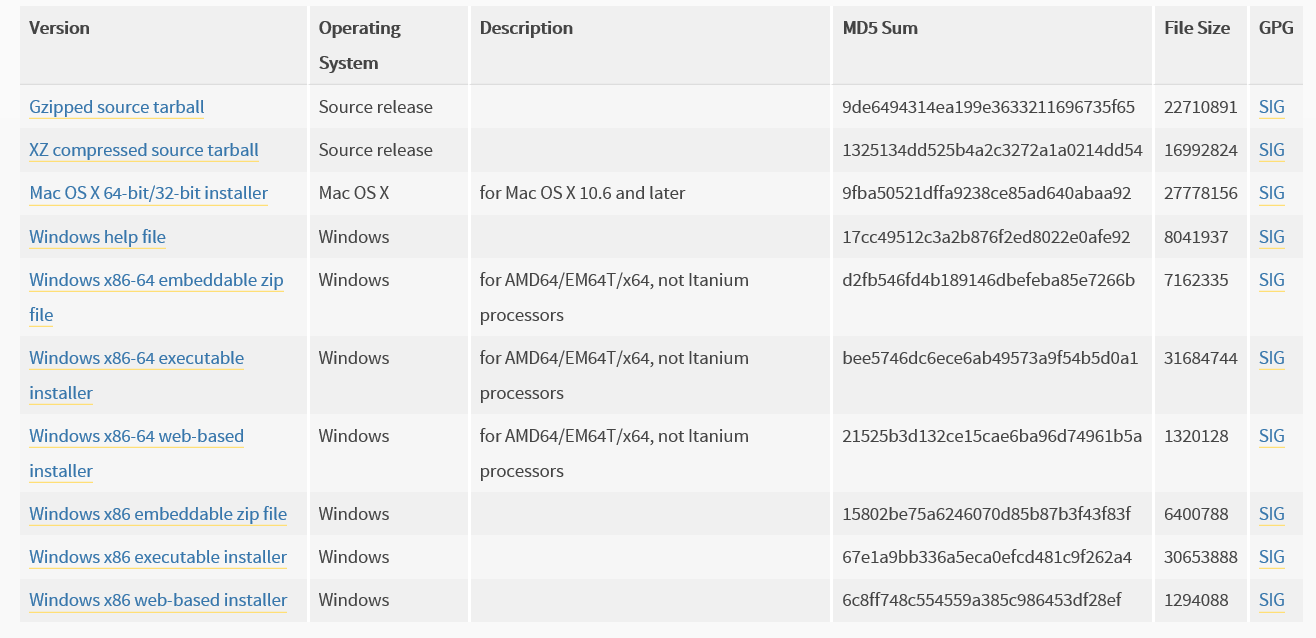 Version Operating Description MD5 Sum File Size GPG
System
Gzipped source tarball Source release 9de6494314ea199e3633211696735f65 22710891 SIG
XZ compressed source tarball Source release 1325134dd525b4a2c3272a1a0214dd54 16992824 SIG
Mac OS X 64-bit/32-bit installer Mac OS X for Mac OS X 10.6 and later 9fba50521dffa9238ce85ad640abaa92 27778156 SIG
Windows help file Windows 17cc49512c3a2b876f2ed8022e0afe92 8041937 SIG
Windows x86-64 embeddable zip Windows for AMD64/EM64T/x64, not Itanium d2fb546fd4b189146dbefeba85e7266b 7162335 SIG
file processors
Windows x86-64 executable Windows for AMD64/EM64T/x64, not Itanium bee5746dc6ece6ab49573a9f54b5d0a1 31684744 SIG
installer processors
Windows x86-64 web-based Windows for AMD64/EM64T/x64, not Itanium 21525b3d132ce15cae6ba96d74961b5a 1320128 SIG
installer processors
Windows x86 embeddable zip file Windows 15802be75a6246070d85b87b3f43f83f 6400788 SIG
Windows x86 executable installer Windows 67e1a9bb336a5eca0efcd481c9f262a4 30653888 SIG
Windows x86 web-based installer Windows 6c8ff748c554559a385c986453df28ef 1294088 SIG